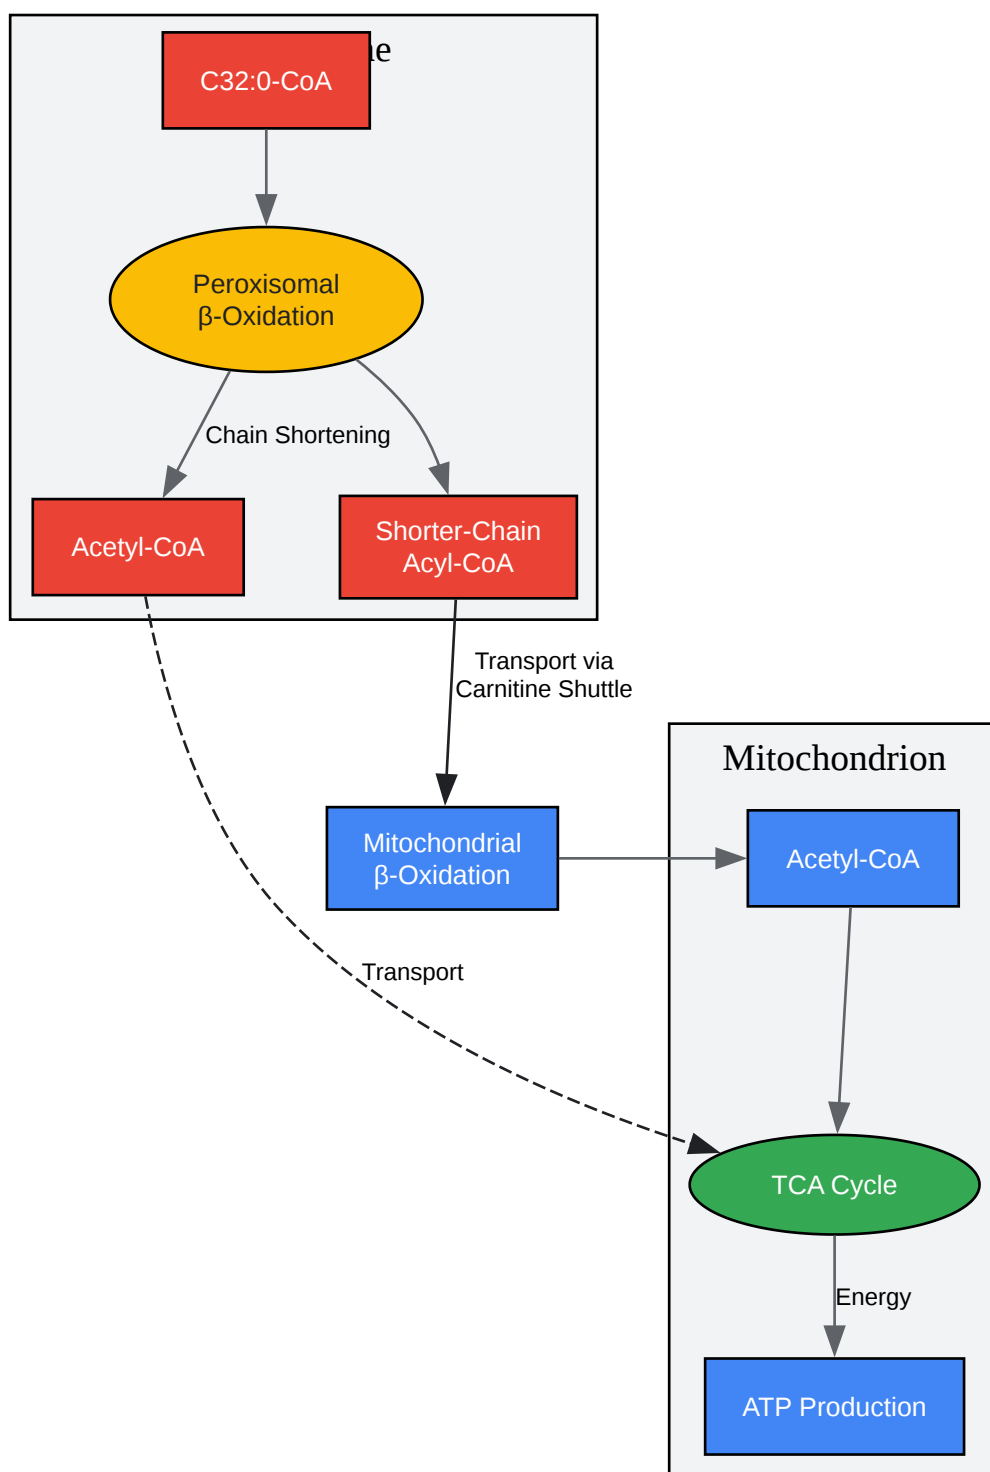 C32:0-CoA
Peroxisomal
β-Oxidation
Chain Shortening
Acetyl-CoA
Shorter-Chain
Acyl-CoA
Transport via
Carnitine Shuttle
Mitochondrion
Mitochondrial
β-Oxidation
Acetyl-CoA
Transport
TCA Cycle
Energy
ATP Production